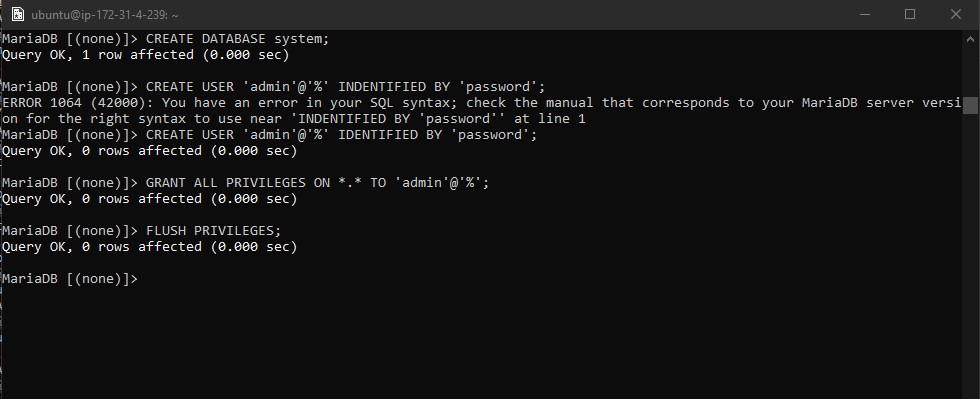 ubuntu@ip-172-31-4-239: ~
MariaDB [(none)]> CREATE DATABASE system;
Query OK, 1 row affected (0.000 sec)
MariaDB [(none)]> CREATE USER 'admin'@'%' INDENTIFIED BY 'password';
ERROR 1064 (42000): You have an error in your SQL syntax; check the manual that corresponds to your MariaDB server versi
on for the right syntax to use near 'INDENTIFIED BY 'password'' at line 1
MariaDB [(none)]> CREATE USER 'admin'@'%' IDENTIFIED BY 'password';
Query OK, 0 rows affected (0.000 sec)
MariaDB [(none)]> GRANT ALL PRIVILEGES ON *.* TO 'admin'@'%';
Query OK, 0 rows affected (0.000 sec)
MariaDB [(none)]> FLUSH PRIVILEGES;
Query OK, 0 rows affected (0.000 sec)
MariaDB [(none)]>